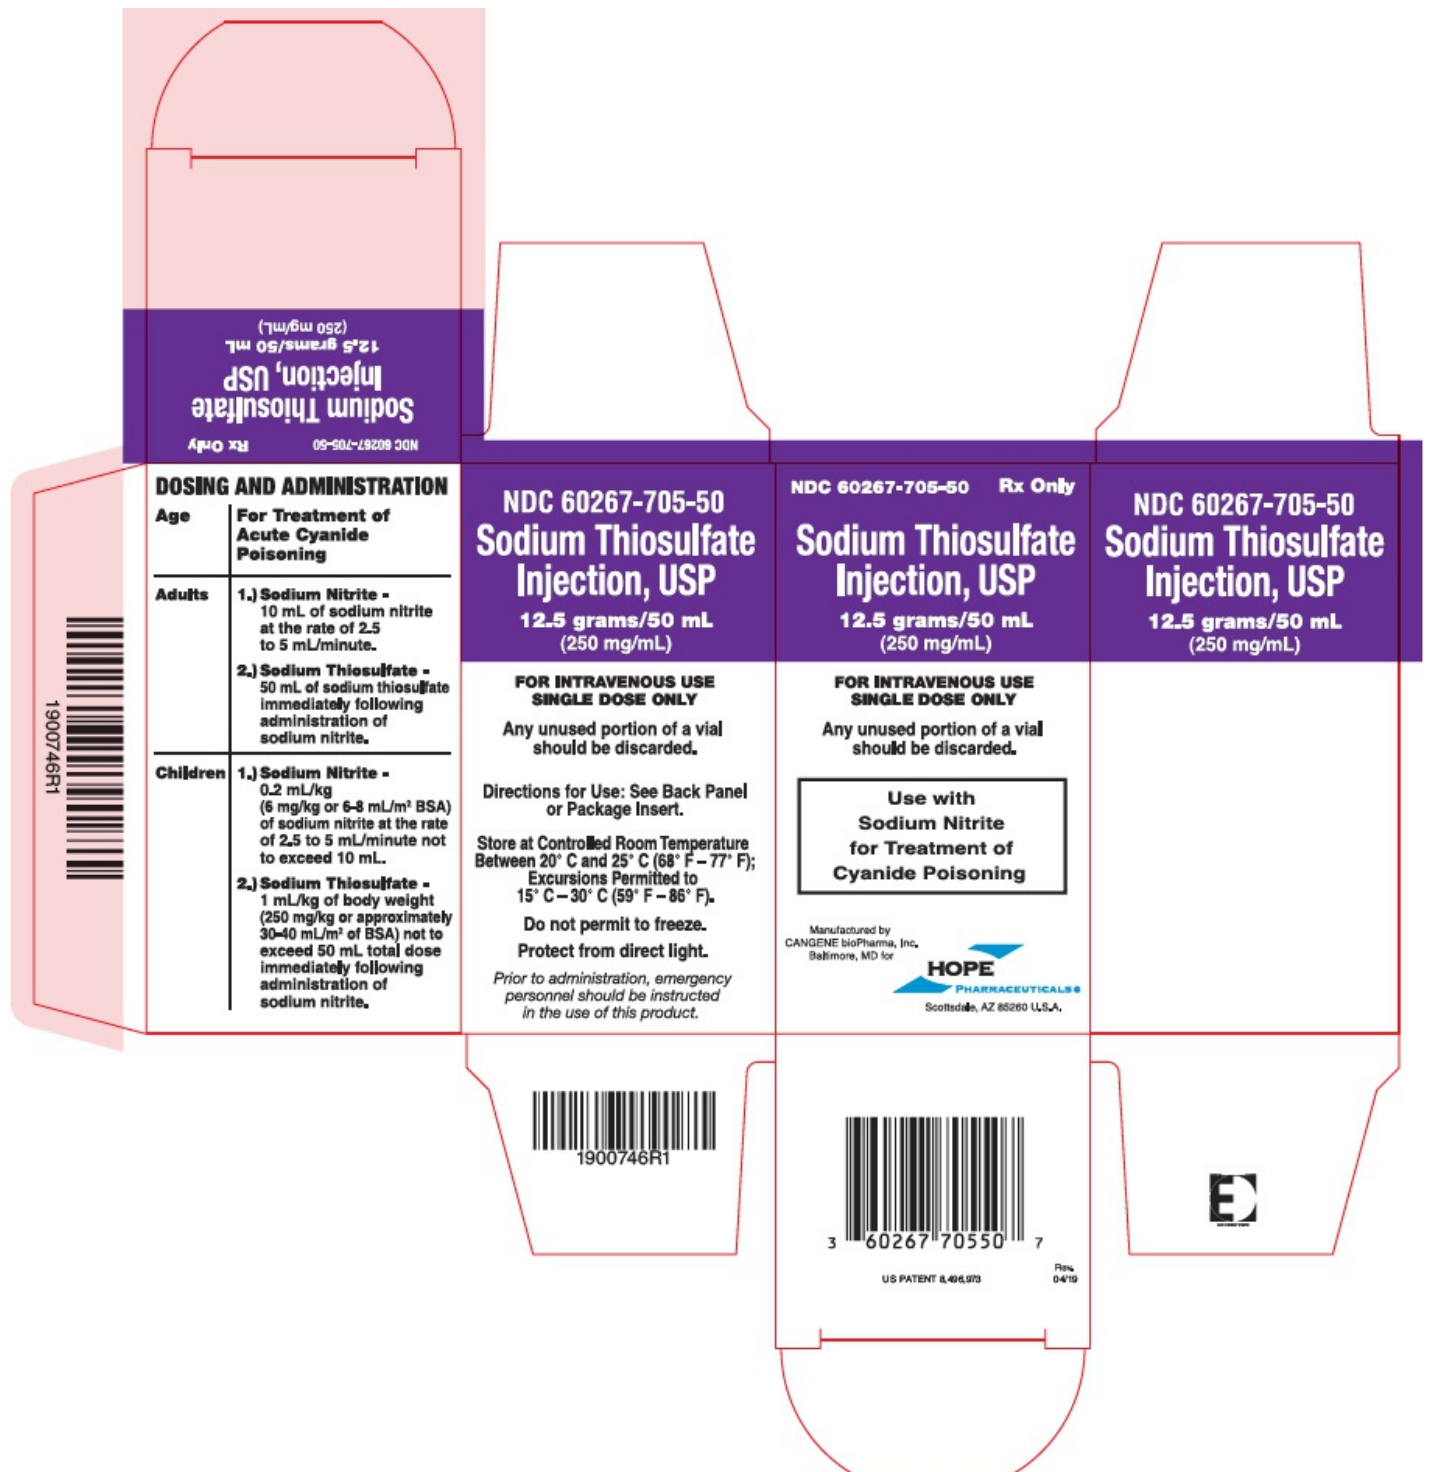 (250 mg/mL)
12.5 grams/50 mL
Injection, USP
Sodium Thiosulfate
Rx Only
NDC 60267-705-50
1900746R1
DOSING AND ADMINISTRATION
Age
For Treatment of
Acute Cyanide
Poisoning
Adults
1.) Sodium Nitrite -
10 mL of sodium nitrite
at the rate of 2.5
to 5 mL/minute.
2.) Sodium Thiosulfate -
50 mL of sodium thiosulfate
immediately following
administration of
sodium nitrite.
Children
1.) Sodium Nitrite -
0.2 mL/kg
(6 mg/kg or 6-8 mL/m² BSA)
of sodium nitrite at the rate
of 2.5 to 5 mL/minute not
to exceed 10 mL.
2.) Sodium Thiosulfate -
1 mL/kg of body weight
(250 mg/kg or approximately
30-40 mL/m² of BSA) not to
exceed 50 mL total dose
immediately following
administration of
sodium nitrite.
NDC 60267-705-50
Sodium Thiosulfate
Injection, USP
12.5 grams/50 mL
(250 mg/mL)
FOR INTRAVENOUS USE
SINGLE DOSE ONLY
Any unused portion of a vial
should be discarded.
Directions for Use: See Back Panel
or Package Insert.
Store at Controlled Room Temperature
Between 20° C and 25° C (68° F – 77° F);
Excursions Permitted to
15° C – 30° C (59° F – 86° F).
Do not permit to freeze.
Protect from direct light.
Prior to administration, emergency
personnel should be instructed
in the use of this product.
1900746R1
NDC 60267-705-50 Rx Only
Sodium Thiosulfate
Injection, USP
12.5 grams/50 mL
(250 mg/mL)
FOR INTRAVENOUS USE
SINGLE DOSE ONLY
Any unused portion of a vial
should be discarded.
Use with
Sodium Nitrite
for Treatment of
Cyanide Poisoning
Manufactured by
CANGENE bioPharma, Inc.
Baltimore, MD for
HOPE
PHARMACEUTICALS®
Scottsdale, AZ 85260 U.S.A.
3 60267 70550 7
US PATENT 8,496,973
Rev.
04/19
NDC 60267-705-50
Sodium Thiosulfate
Injection, USP
12.5 grams/50 mL
(250 mg/mL)